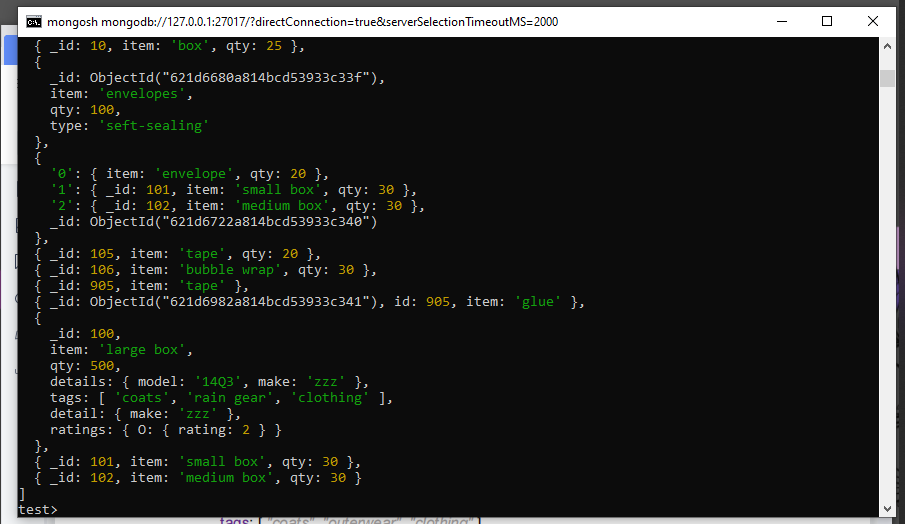 mongosh mongodb://127.0.0.1:27017/?directConnection=true&serverSelectionTimeoutMS=2000
{ _id: 10, item: 'box', qty: 25 },
{
_id: ObjectId("621d6680a814bcd53933c33f"),
item: 'envelopes',
qty: 100,
type: 'seft-sealing'
},
{
'0': { item: 'envelope', qty: 20 },
'1': { _id: 101, item: 'small box', qty: 30 },
'2': { _id: 102, item: 'medium box', qty: 30 },
_id: ObjectId("621d6722a814bcd53933c340")
},
{ _id: 105, item: 'tape', qty: 20 },
{ _id: 106, item: 'bubble wrap', qty: 30 },
{ _id: 905, item: 'tape' },
{ _id: ObjectId("621d6982a814bcd53933c341"), id: 905, item: 'glue' },
{
_id: 100,
item: 'large box',
qty: 500,
details: { model: '14Q3', make: 'zzz' },
tags: [ 'coats', 'rain gear', 'clothing' ],
detail: { make: 'zzz' },
ratings: { O: { rating: 2 } }
},
{ _id: 101, item: 'small box', qty: 30 },
{ _id: 102, item: 'medium box', qty: 30 }
]
test>
tags: [ "coats", "outerwear", "clothing"